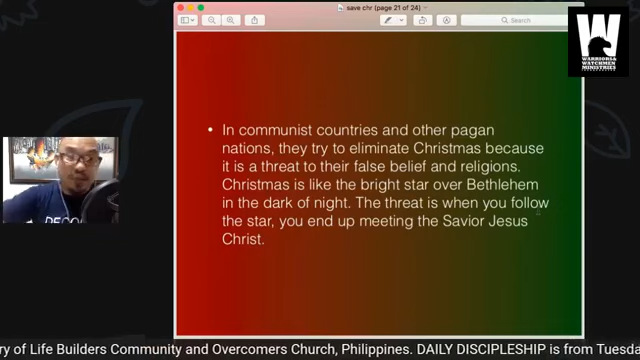 save chr (page 21 of 24)
Search
WARRIORS &
WATCHMEN
MINISTRIES
• In communist countries and other pagan
nations, they try to eliminate Christmas because
it is a threat to their false belief and religions.
Christmas is like the bright star over Bethlehem
in the dark of night. The threat is when you follow
the star, you end up meeting the Savior Jesus
Christ.
ry of Life Builders Community and Overcomers Church, Philippines. DAILY DISCIPLESHIP is from Tuesda